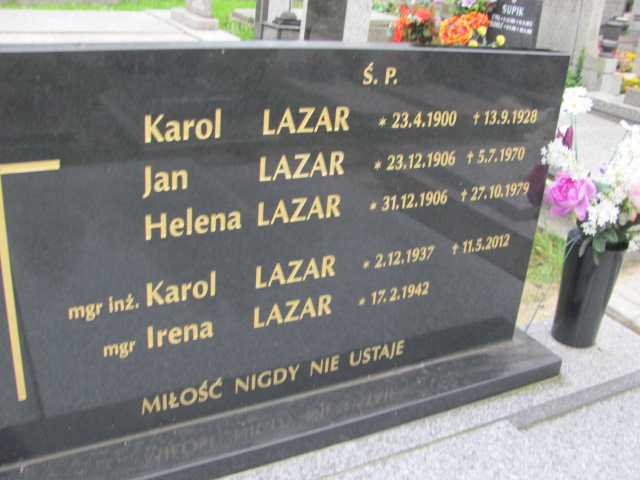 SUPIK
Ś. P.
Karol LAZAR * 23.4.1900 † 13.9.1928
Jan LAZAR * 23.12.1906 † 5.7.1970
Helena LAZAR * 31.12.1906 † 27.10.1979
mgr inż. Karol LAZAR * 2.12.1937 † 11.5.2012
mgr Irena LAZAR * 17.2.1942
MIŁOŚĆ NIGDY NIE USTAJE